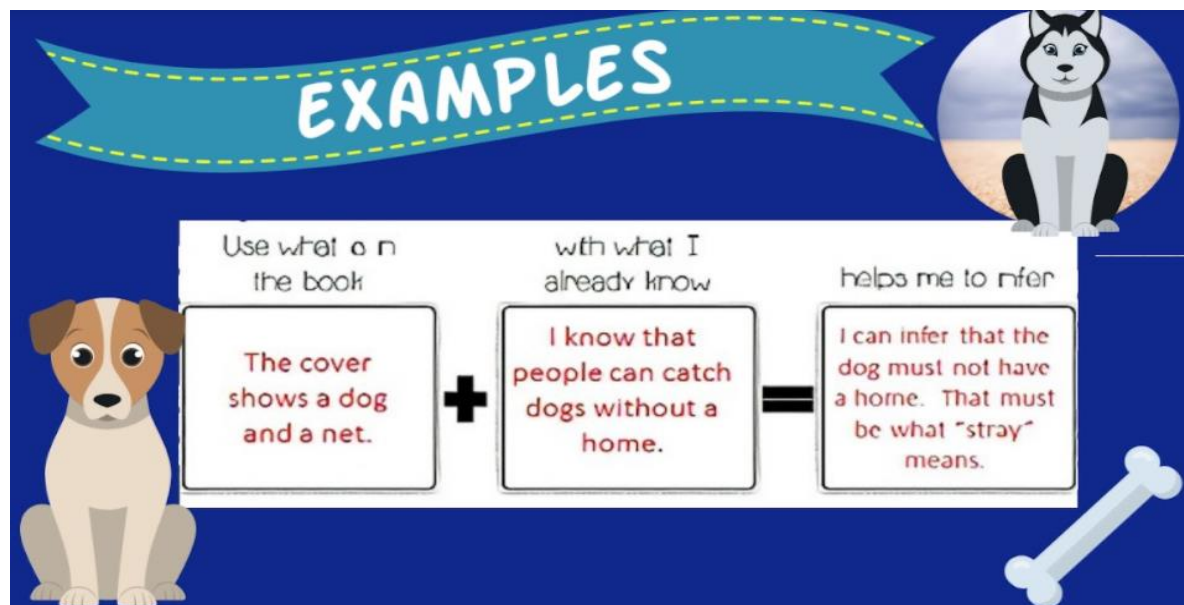 EXAMPLES
Use what o n
the book
The cover
shows a dog
and a net.
+
with what I
already know
I know that
people can catch
dogs without a
home.
=
helps me to nfer
I can infer that the
dog must not have
a home. That must
be what "stray"
means.